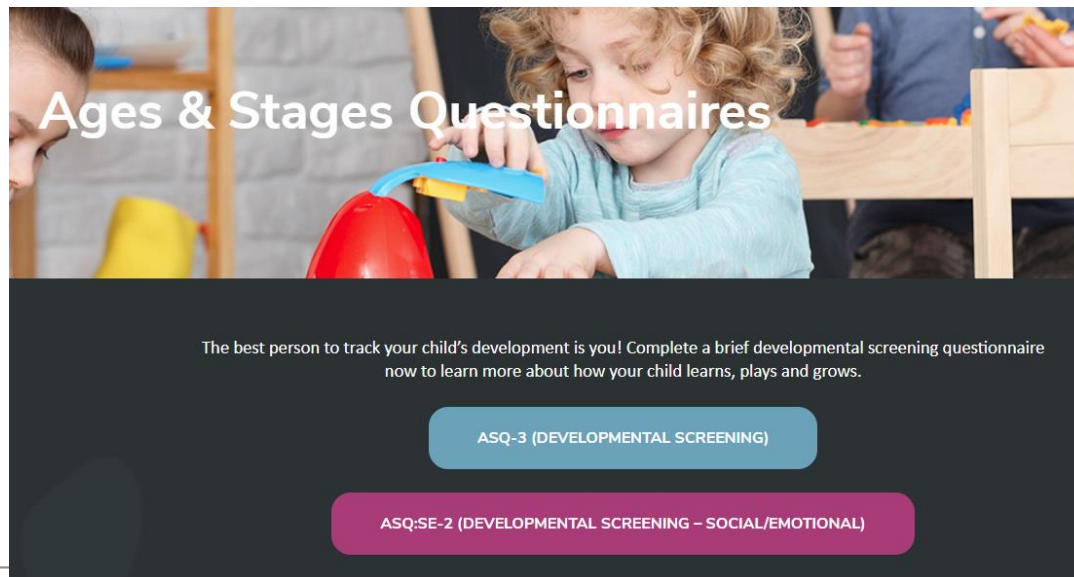 Ages & Stages Questionnaires
The best person to track your child’s development is you! Complete a brief developmental screening questionnaire
now to learn more about how your child learns, plays and grows.
ASQ-3 (DEVELOPMENTAL SCREENING)
ASQ:SE-2 (DEVELOPMENTAL SCREENING – SOCIAL/EMOTIONAL)